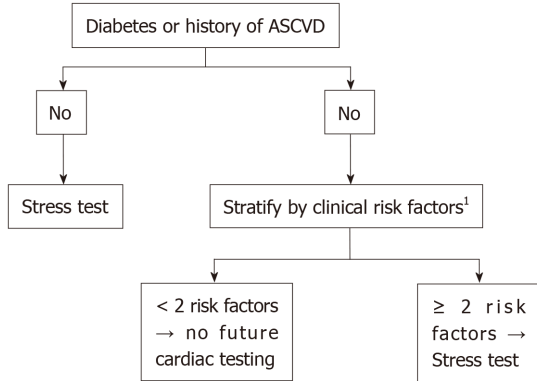 Diabetes or history of ASCVD
No
No
Stress test
Stratify by clinical risk factors¹
< 2 risk factors
→ no future
cardiac testing
≥ 2 risk
factors →
Stress test